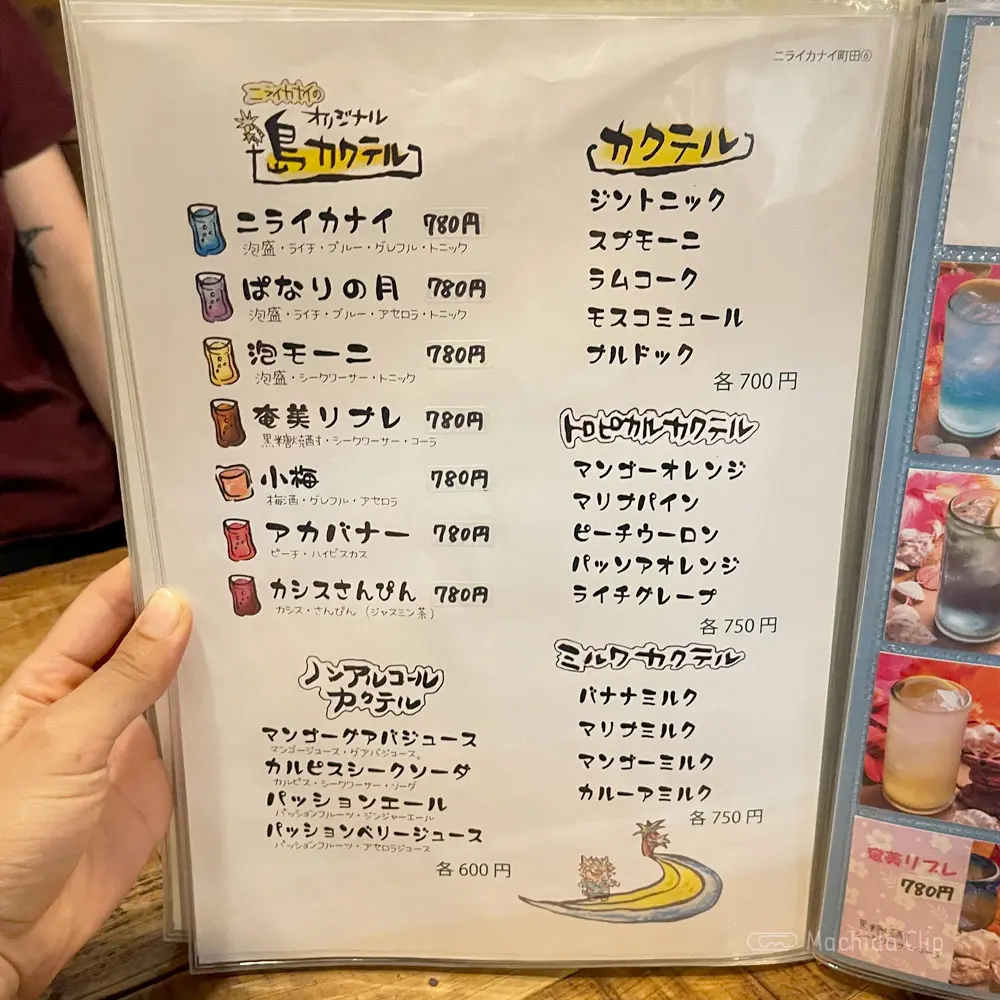 ニライカナイ町田⑥
ニライカナイの
オリジナル
島カクテル
ニライカナイ 780円
泡盛・ライチ・ブルー・グレフル・トニック
ぱなりの月 780円
泡盛・ライチ・ブルー・アセロラ・トニック
泡モーニ 780円
泡盛・シークワーサー・トニック
奄美リブレ 780円
黒糖焼酎・シークワーサー・コーラ
小梅 780円
梅酒・グレフル・アセロラ
アカバナー 780円
ピーチ・ハイビスカス
カシスさんぴん 780円
カシス・さんぴん (ジャスミン茶)
ノンアルコール
カクテル
マンゴーグアバジュース
マンゴージュース・グアバジュース。
カルピスシークソーダ
カルピス・シークワーサー・ソーダ
パッションエール
パッションフルーツ・ジンジャーエール
パッションベリージュース
パッションフルーツ・アセロラジュース
各600円
カクテル
ジントニック
スプモーニ
ラムコーク
モスコミュール
ブルドック
各700円
トロピカルカクテル
マンゴーオレンジ
マリブパイン
ピーチウーロン
パッソアオレンジ
ライチグレープ
各750円
ミルクカクテル
バナナミルク
マリブミルク
マンゴーミルク
カルーアミルク
各750円
奄美リブレ
780円
Machida Clip